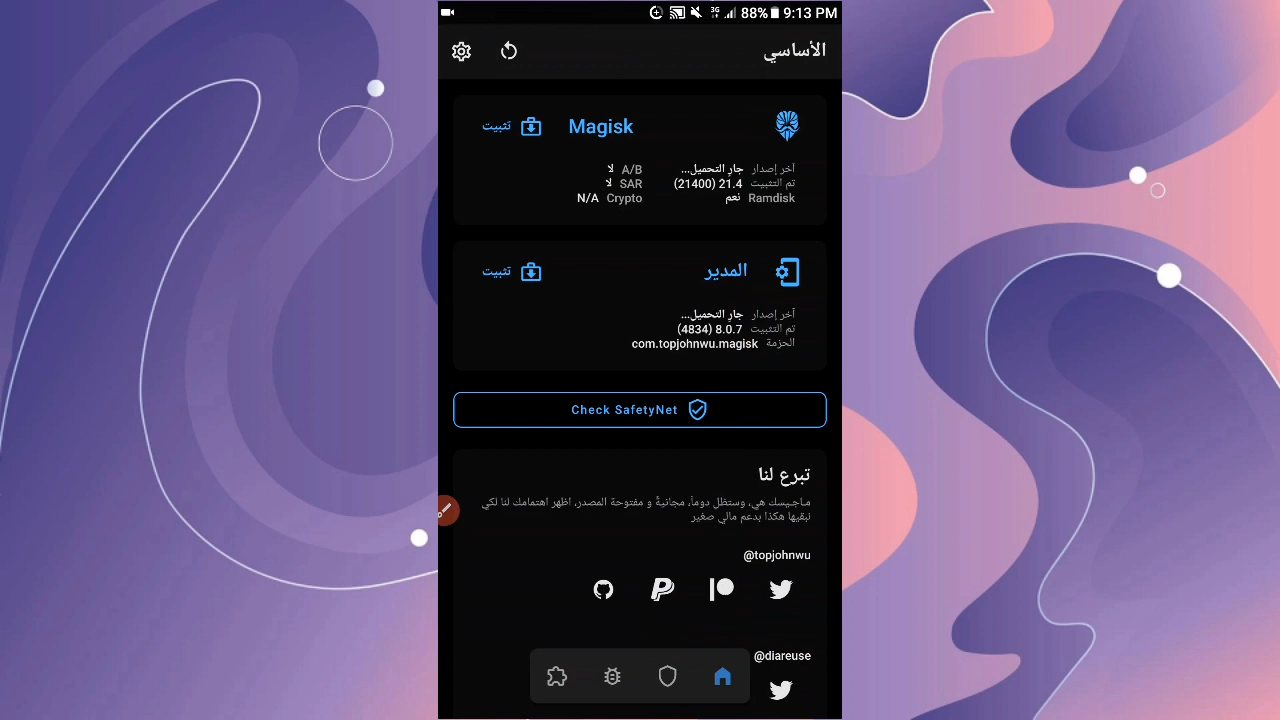 3G 88% 9:13 PM
الأساسي
Magisk تثبيت
آخر إصدار جارِ التحميل...
تم التثبيت 21.4 (21400)
Ramdisk نعم
A/B لا
SAR لا
Crypto N/A
المدير تثبيت
آخر إصدار جارِ التحميل...
تم التثبيت 8.0.7 (4834)
الحزمة com.topjohnwu.magisk
Check SafetyNet
تبرع لنا
ماجيسك هي، وستظل دوماً، مجانيةً و مفتوحة المصدر، اظهر اهتمامك لنا لكي
نبقيها هكذا بدعم مالي صغير
@topjohnwu
@diareuse